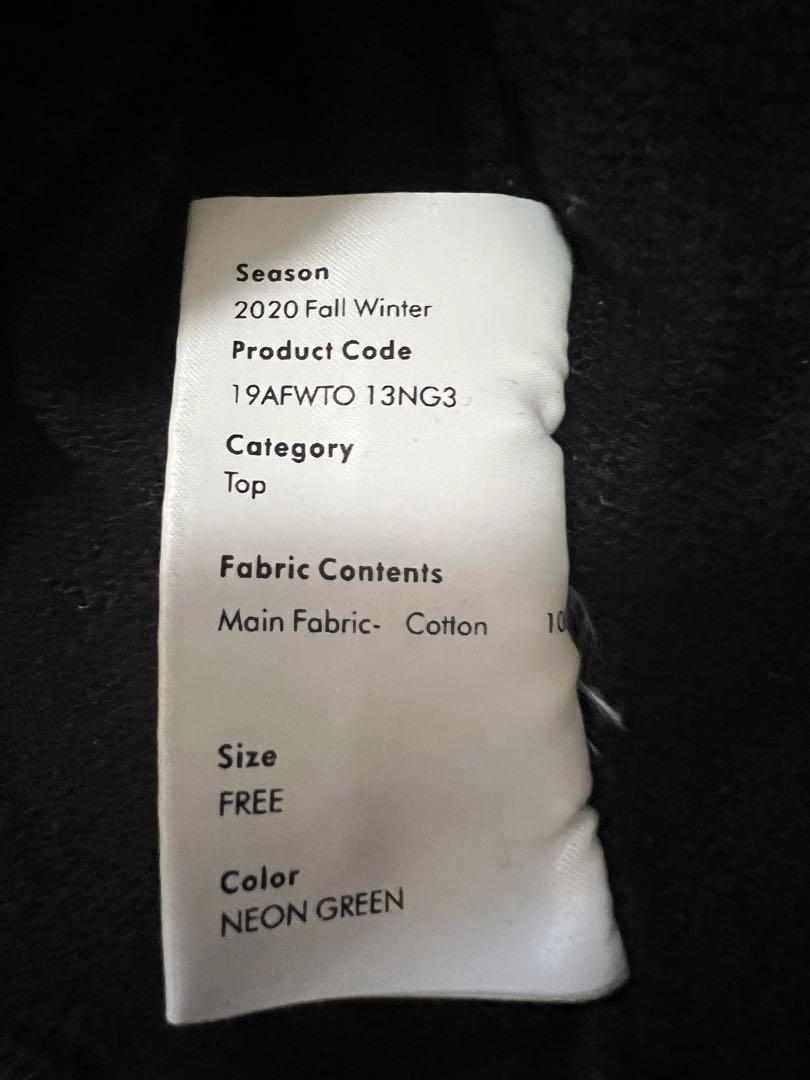 Season
2020 Fall Winter
Product Code
19AFWTO 13NG3
Category
Top
Fabric Contents
Main Fabric- Cotton 10
Size
FREE
Color
NEON GREEN